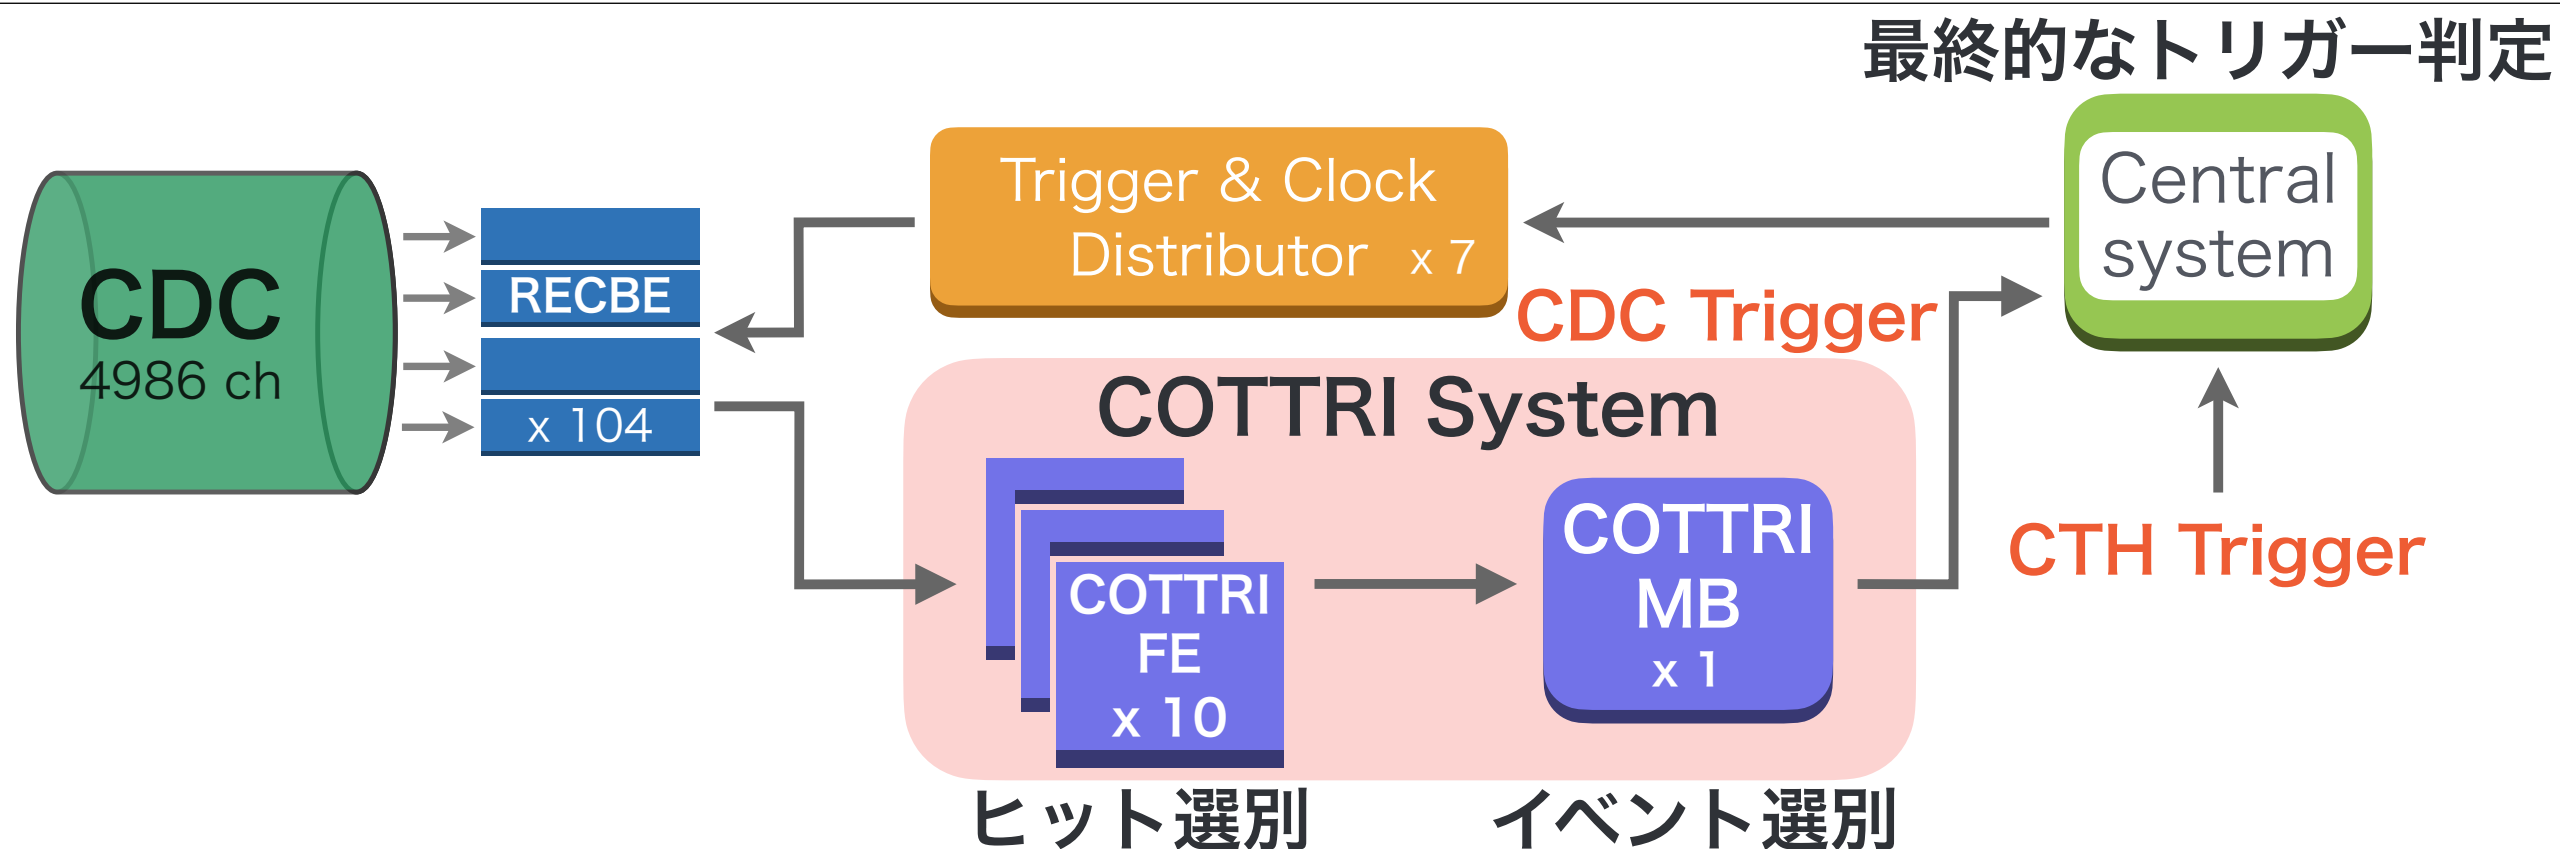 最終的なトリガー判定
CDC
4986 ch
RECBE
x 104
Trigger & Clock
Distributor x 7
Central
system
CDC Trigger
COTTRI System
COTTRI
FE
x 10
COTTRI
MB
x 1
CTH Trigger
ヒット選別
イベント選別